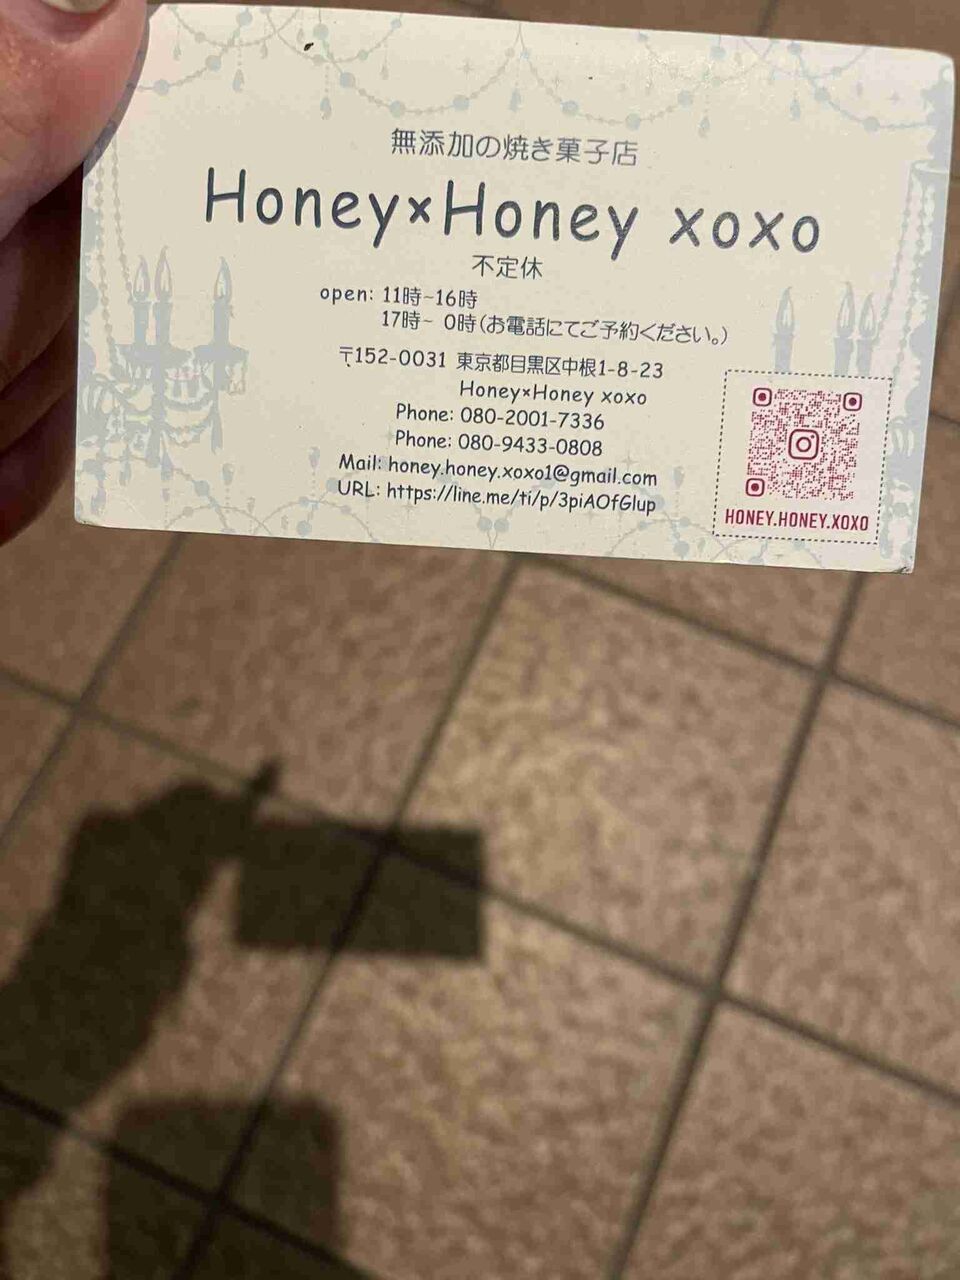 無添加の焼き菓子店
Honey×Honey xoxo
不定休
open: 11時~16時
17時~ 0時(お電話にてご予約ください。)
〒152-0031 東京都目黒区中根1-8-23
Honey×Honey xoxo
Phone: 080-2001-7336
Phone: 080-9433-0808
Mail: honey.honey.xoxo1@gmail.com
URL: https://line.me/ti/p/3piAOfGlup
HONEY.HONEY.XOXO